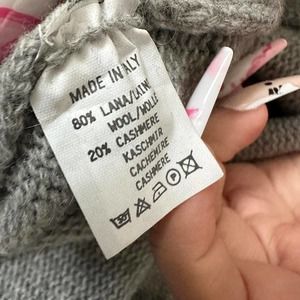 MADE IN ITALY
80% LANA/LAINE
WOOL/WOLLE
20% CASHMERE
KASCHMIR
CACHEMIRE
CASHMERE
P